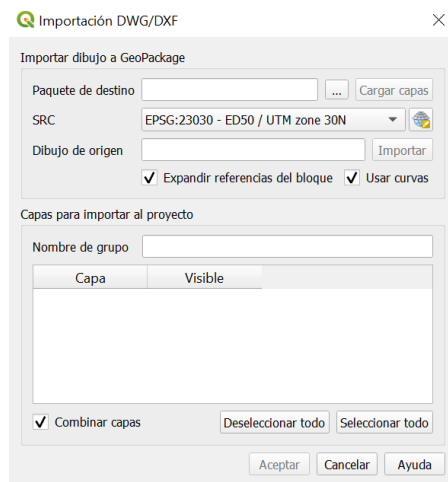 Importación DWG/DXF
Importar dibujo a GeoPackage
Paquete de destino ... Cargar capas
SRC EPSG:23030 - ED50 / UTM zone 30N
Dibujo de origen Importar
Expandir referencias del bloque Usar curvas
Capas para importar al proyecto
Nombre de grupo
Capa Visible
Combinar capas Deseleccionar todo Seleccionar todo
Aceptar Cancelar Ayuda